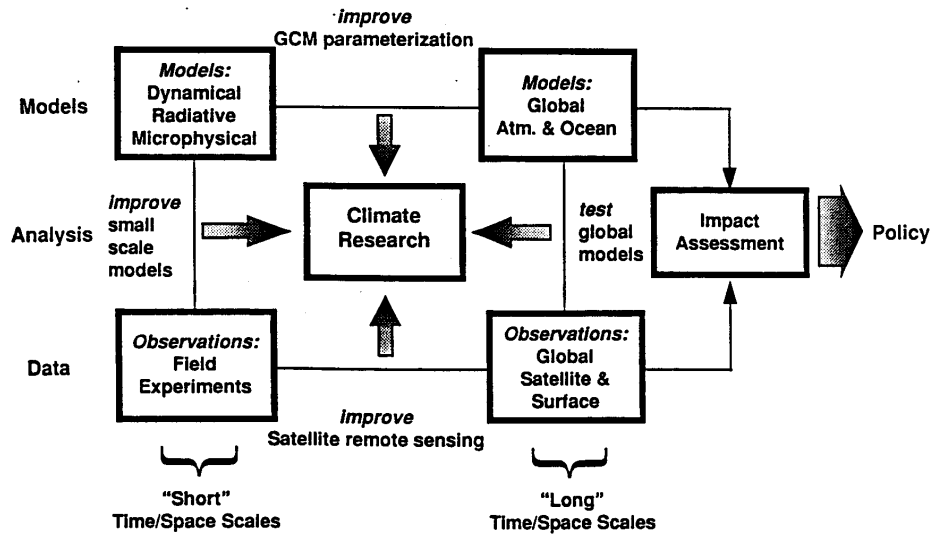 improve
GCM parameterization
Models
Models:
Dynamical
Radiative
Microphysical
Models:
Global
Atm. & Ocean
Analysis
improve
small
scale
models
Climate
Research
test
global
models
Impact
Assessment
Policy
Data
Observations:
Field
Experiments
Observations:
Global
Satellite &
Surface
improve
Satellite remote sensing
“Short”
Time/Space Scales
“Long”
Time/Space Scales